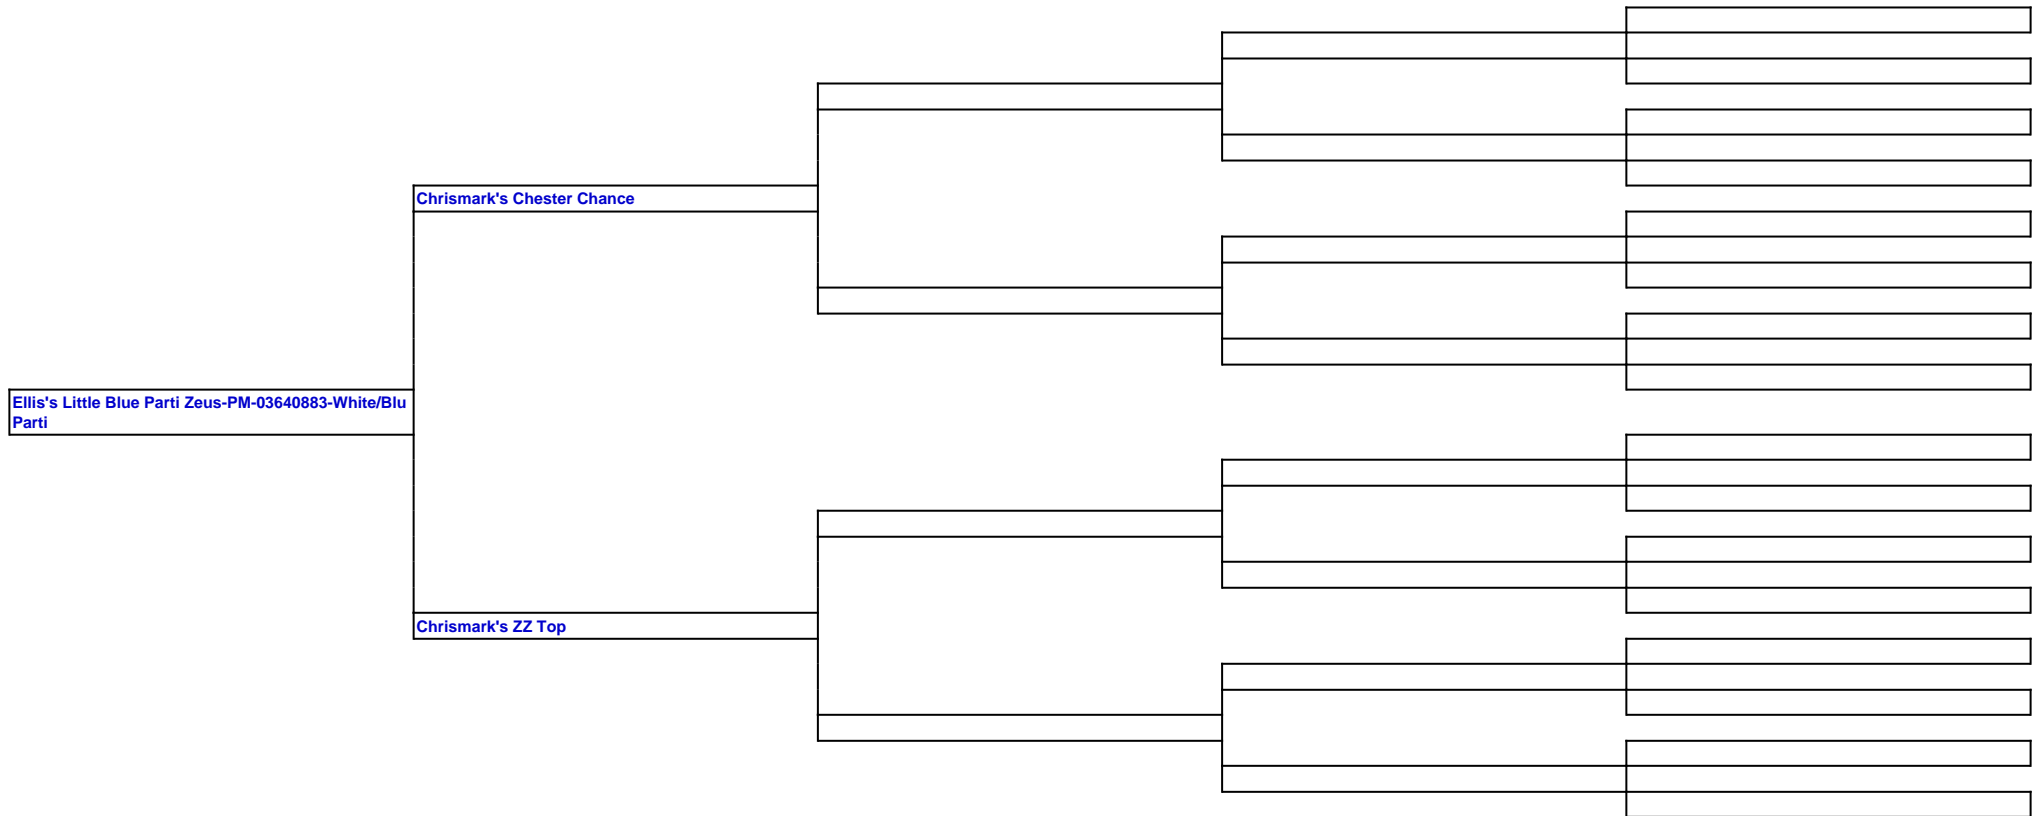 Chrismark's Chester Chance
Ellis's Little Blue Parti Zeus-PM-03640883-White/Blu
Parti
Chrismark's ZZ Top